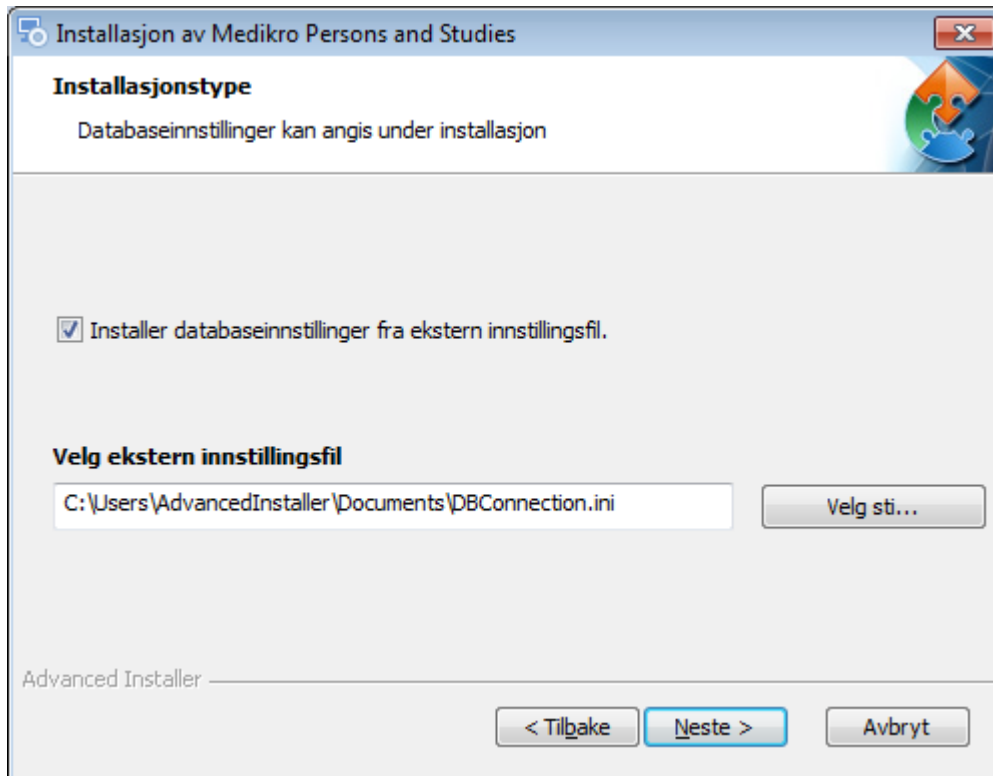 Installasjon av Medikro Persons and Studies
Installasjonstype
Databaseinnstillinger kan angis under installasjon
Installer databaseinnstillinger fra ekstern innstillingsfil.
Velg ekstern innstillingsfil
C:\Users\AdvancedInstaller\Documents\DBConnection.ini
Velg sti...
Advanced Installer
< Tilbake
Neste >
Avbryt